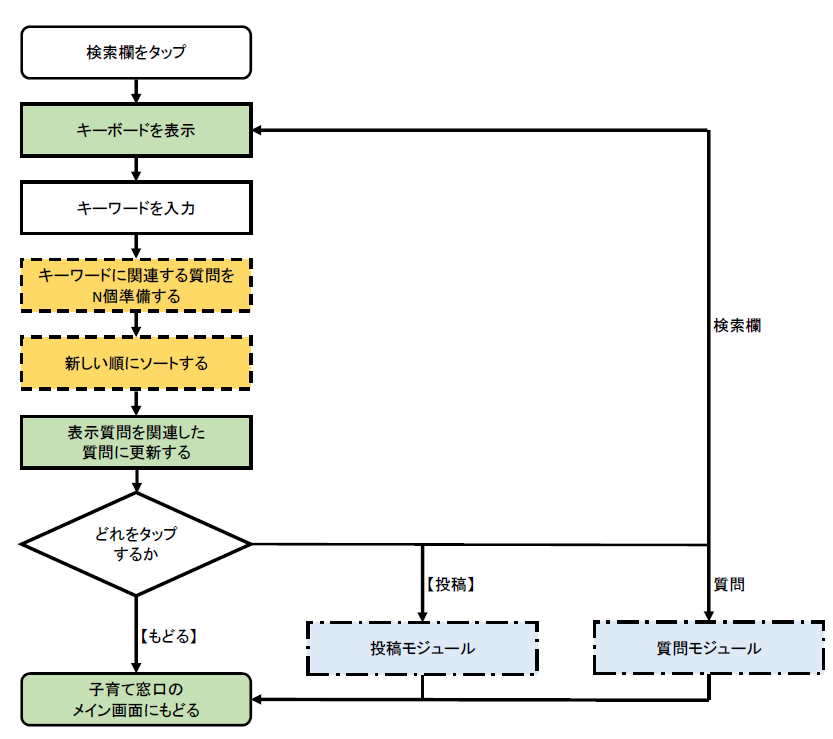 検索欄をタップ
キーボードを表示
キーワードを入力
キーワードに関連する質問を
N個準備する
新しい順にソートする
検索欄
表示質問を関連した
質問に更新する
どれをタップ
するか
【投稿】
質問
【もどる】
投稿モジュール
質問モジュール
子育て窓口の
メイン画面にもどる